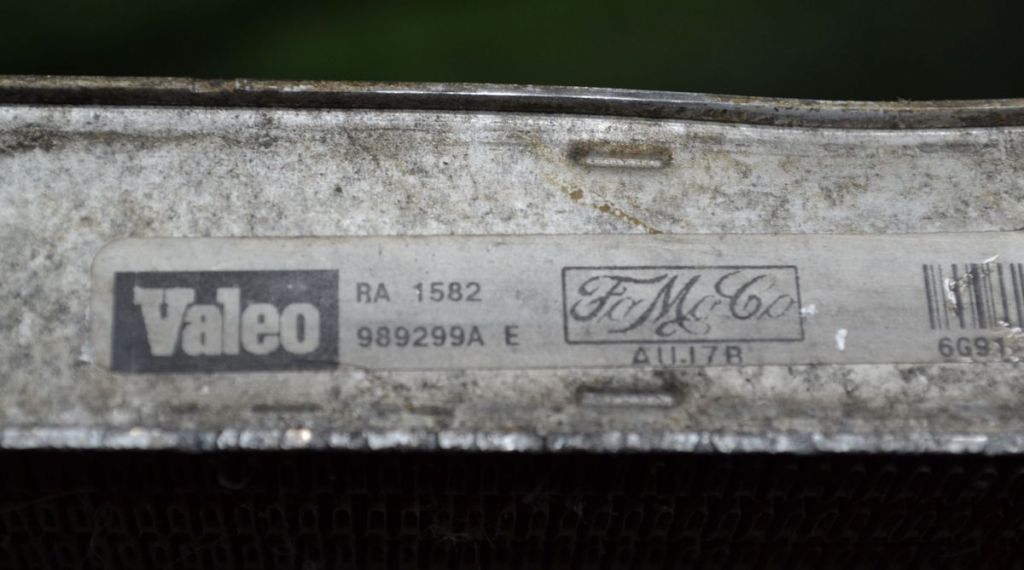 Valeo
RA 1582
989299A E
FoMoCo
AUJ7B
6G91